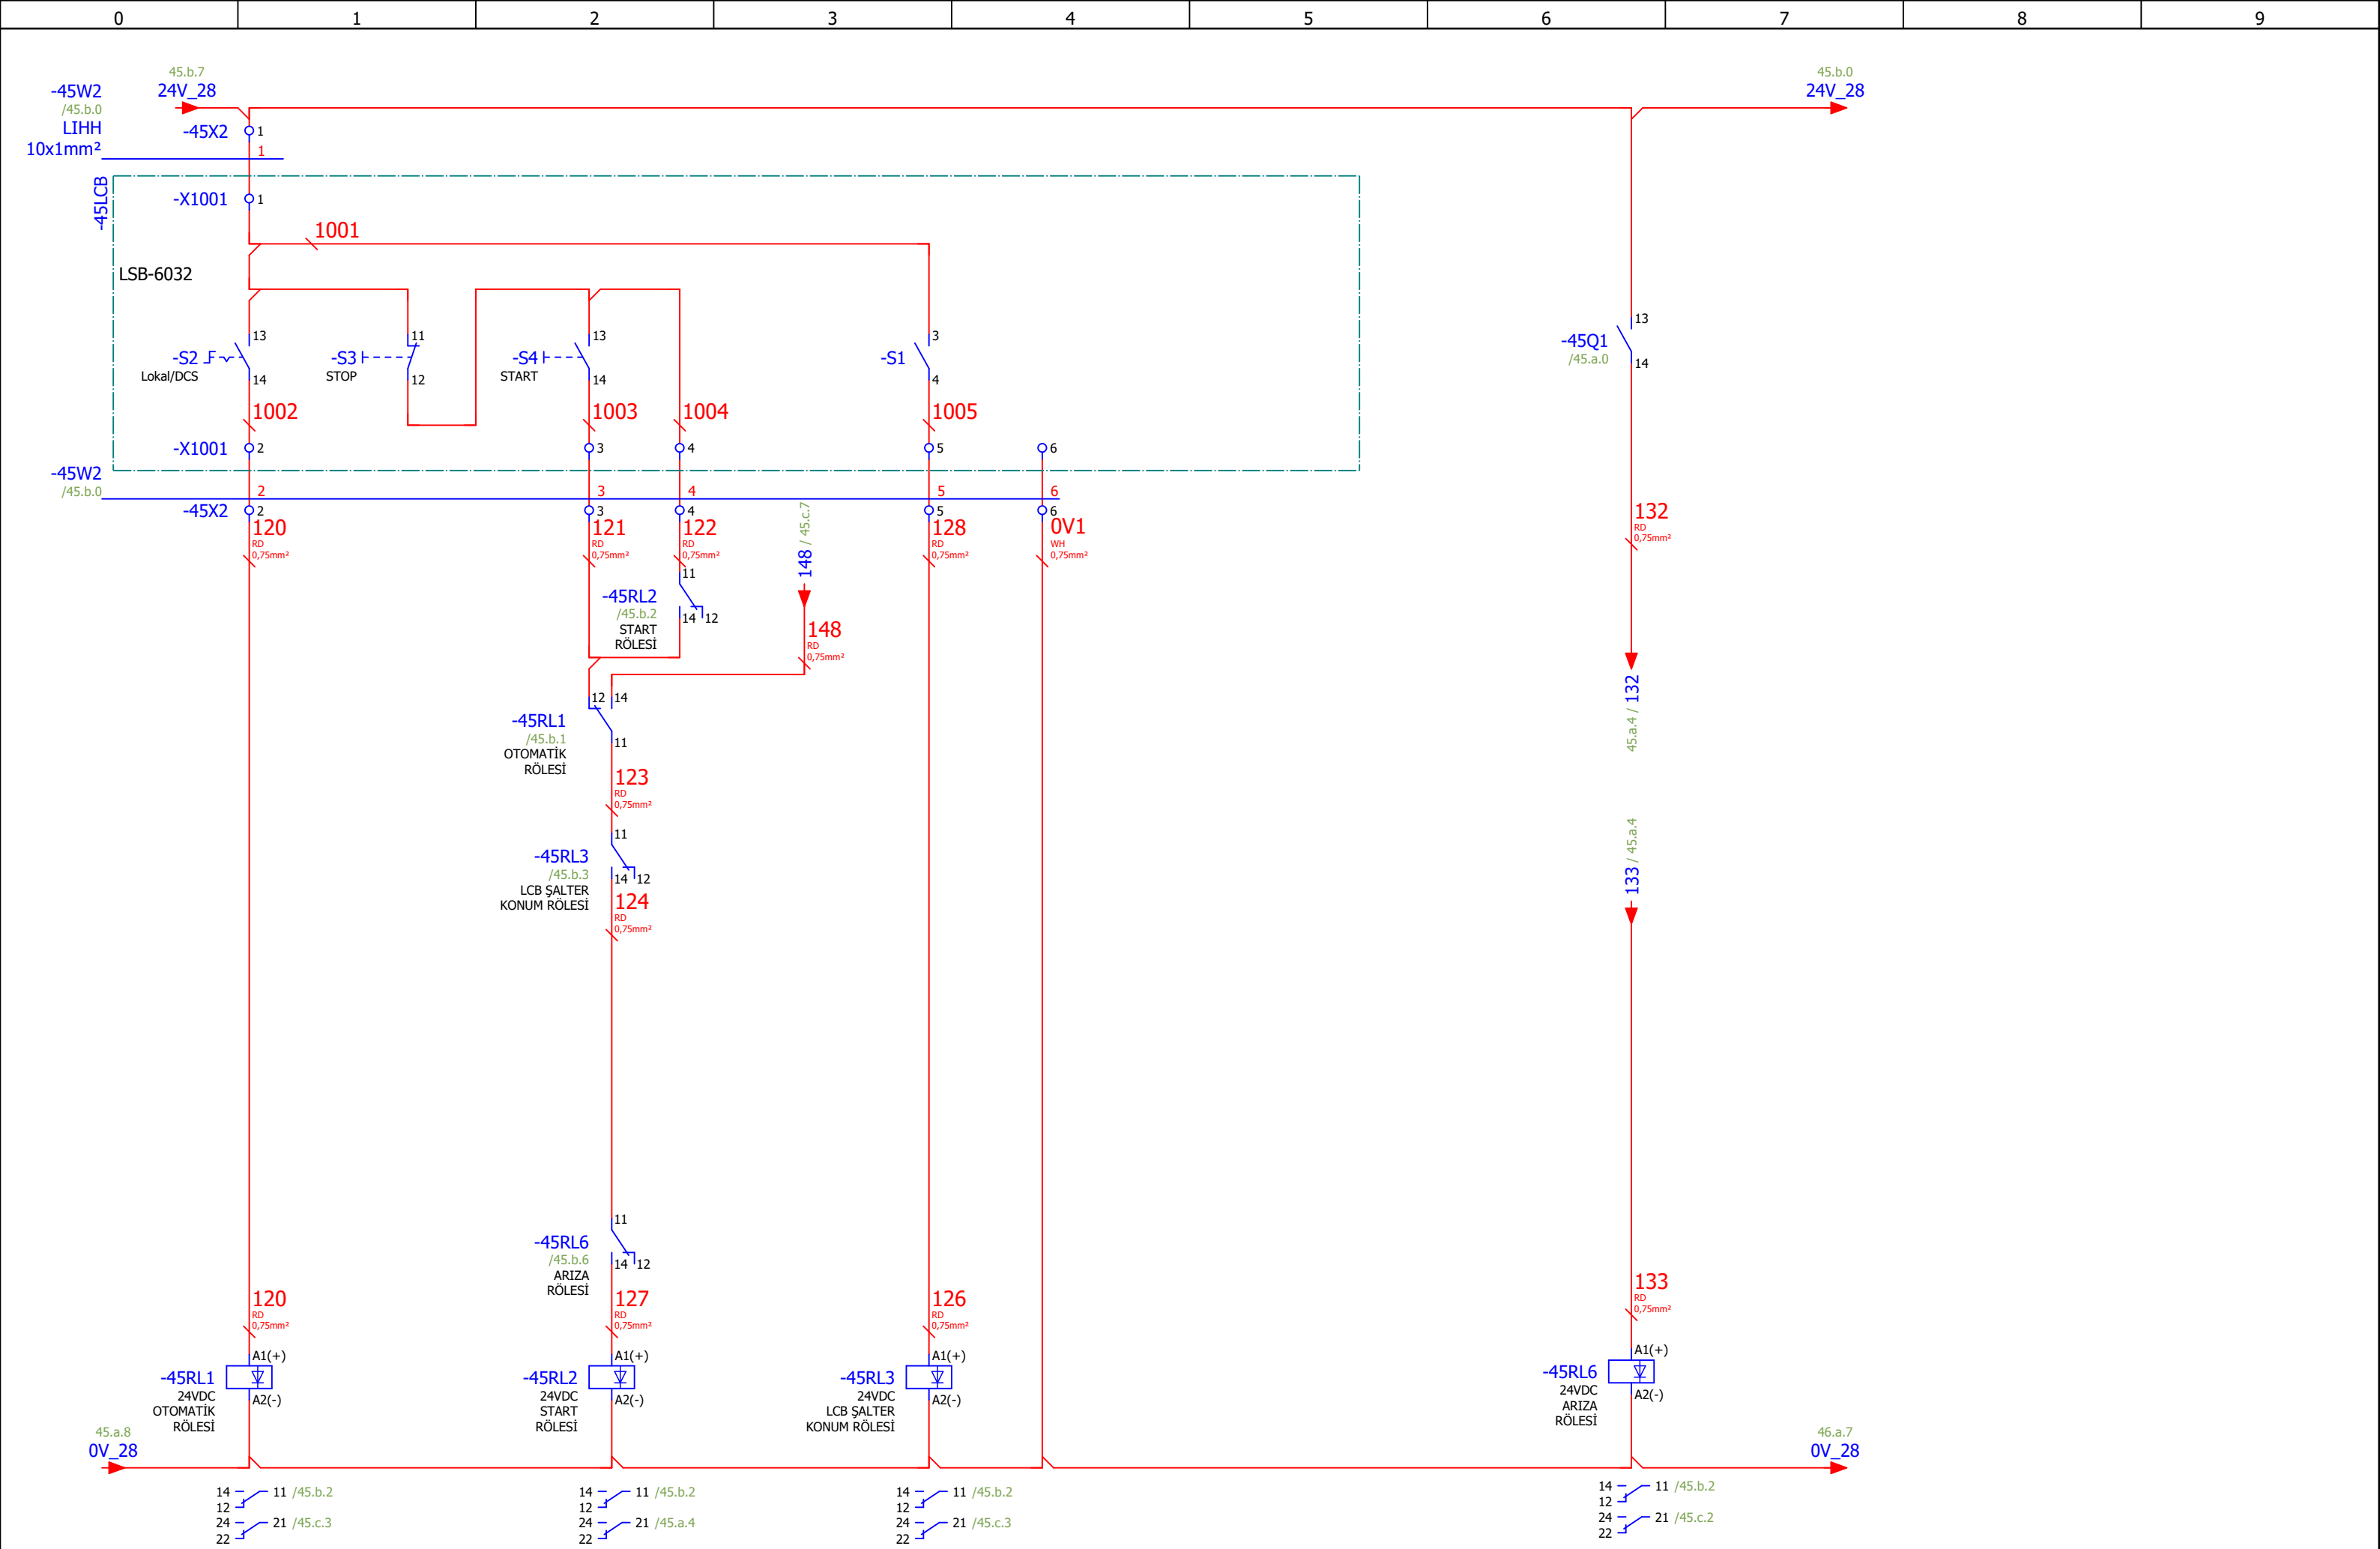 0 1 2 3 4 5 6 7 8 9
45.b.7
24V_28
45.b.0
24V_28
-45W2
/45.b.0
LIHH
10x1mm²
-45X2 1
1
-45LCB
-X1001 1
1001
LSB-6032
-S2 13
Lokal/DCS 14
-S3 11
STOP 12
-S4 13
START 14
-S1 3
4
-45Q1 13
/45.a.0 14
1002 1003 1004 1005
-X1001 2 3 4 5 6
-45W2
/45.b.0 2 3 4 5 6
-45X2 2 3 4 5 6
120
RD
0,75mm²
121
RD
0,75mm²
122
RD
0,75mm²
148 / 45.c.7
128
RD
0,75mm²
0V1
WH
0,75mm²
132
RD
0,75mm²
11
-45RL2
/45.b.2 14 12
START
RÖLESİ
148
RD
0,75mm²
45.a.4 / 132
12 14
-45RL1
/45.b.1 11
OTOMATİK
RÖLESİ
123
RD
0,75mm²
11
-45RL3
/45.b.3 14 12
LCB ŞALTER
KONUM RÖLESİ
124
RD
0,75mm²
133 / 45.a.4
11
-45RL6
/45.b.6 14 12
ARIZA
RÖLESİ
120
RD
0,75mm²
127
RD
0,75mm²
126
RD
0,75mm²
133
RD
0,75mm²
A1(+)
-45RL1
24VDC A2(-)
OTOMATİK
RÖLESİ
A1(+)
-45RL2
24VDC A2(-)
START
RÖLESİ
A1(+)
-45RL3
24VDC A2(-)
LCB ŞALTER
KONUM RÖLESİ
A1(+)
-45RL6
24VDC A2(-)
ARIZA
RÖLESİ
45.a.8
0V_28
46.a.7
0V_28
14 11 /45.b.2
12
24 21 /45.c.3
22
14 11 /45.b.2
12
24 21 /45.a.4
22
14 11 /45.b.2
12
24 21 /45.c.3
22
14 11 /45.b.2
12
24 21 /45.c.2
22